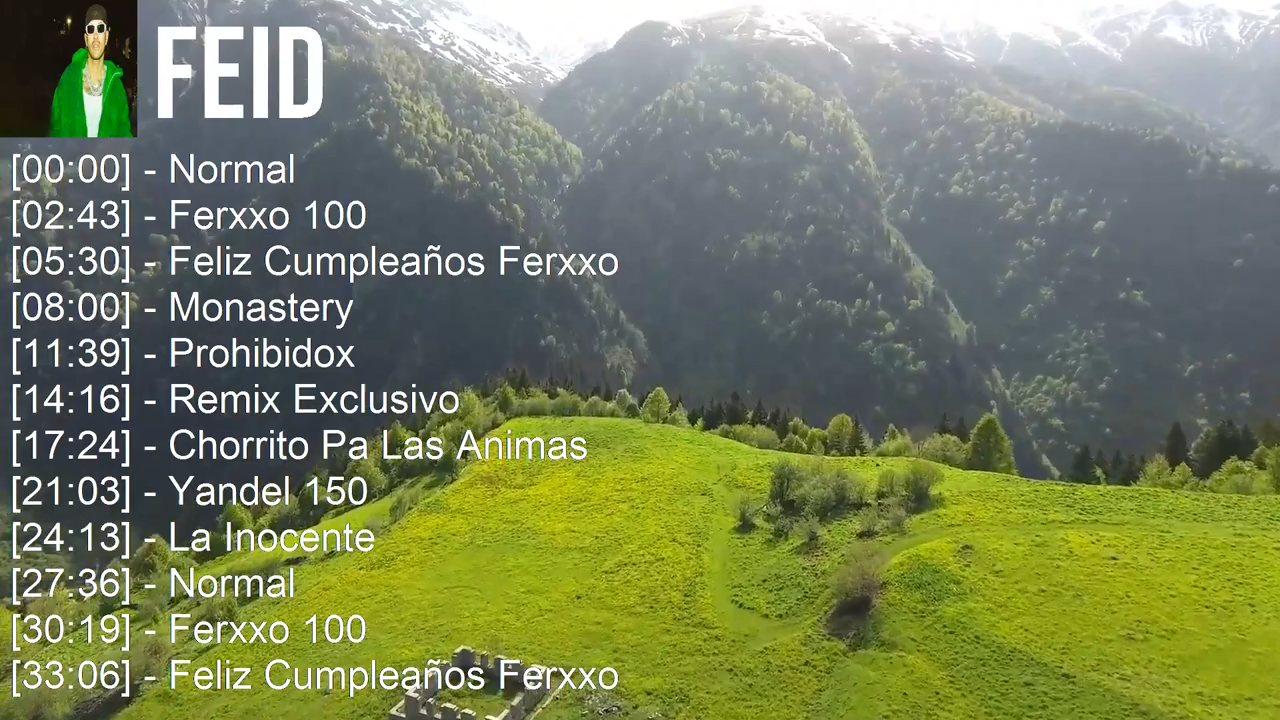 FEID
[00:00] - Normal
[02:43] - Ferxxo 100
[05:30] - Feliz Cumpleaños Ferxxo
[08:00] - Monastery
[11:39] - Prohibidox
[14:16] - Remix Exclusivo
[17:24] - Chorrito Pa Las Animas
[21:03] - Yandel 150
[24:13] - La Inocente
[27:36] - Normal
[30:19] - Ferxxo 100
[33:06] - Feliz Cumpleaños Ferxxo